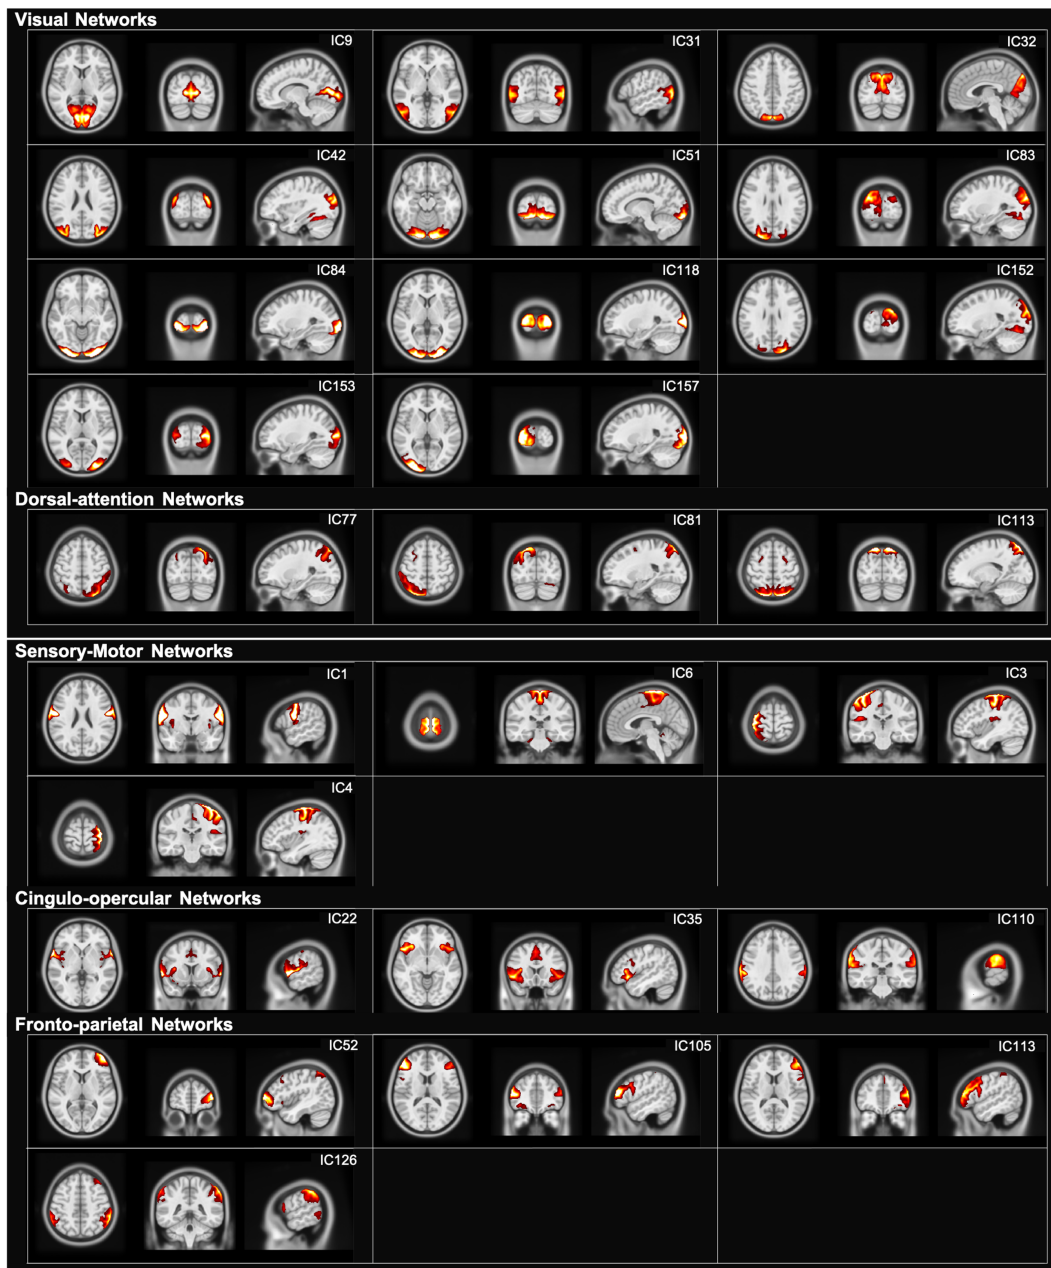 Visual Networks
IC9 IC31 IC32
IC42 IC51 IC83
IC84 IC118 IC152
IC153 IC157
Dorsal-attention Networks
IC77 IC81 IC113
Sensory-Motor Networks
IC1 IC6 IC3
IC4
Cingulo-opercular Networks
IC22 IC35 IC110
Fronto-parietal Networks
IC52 IC105 IC113
IC126